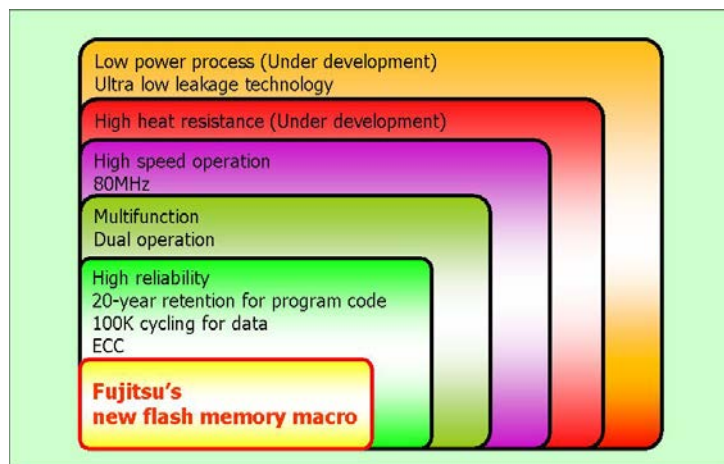 Low power process (Under development)
Ultra low leakage technology
High heat resistance (Under development)
High speed operation
80MHz
Multifunction
Dual operation
High reliability
20-year retention for program code
100K cycling for data
ECC
Fujitsu's
new flash memory macro